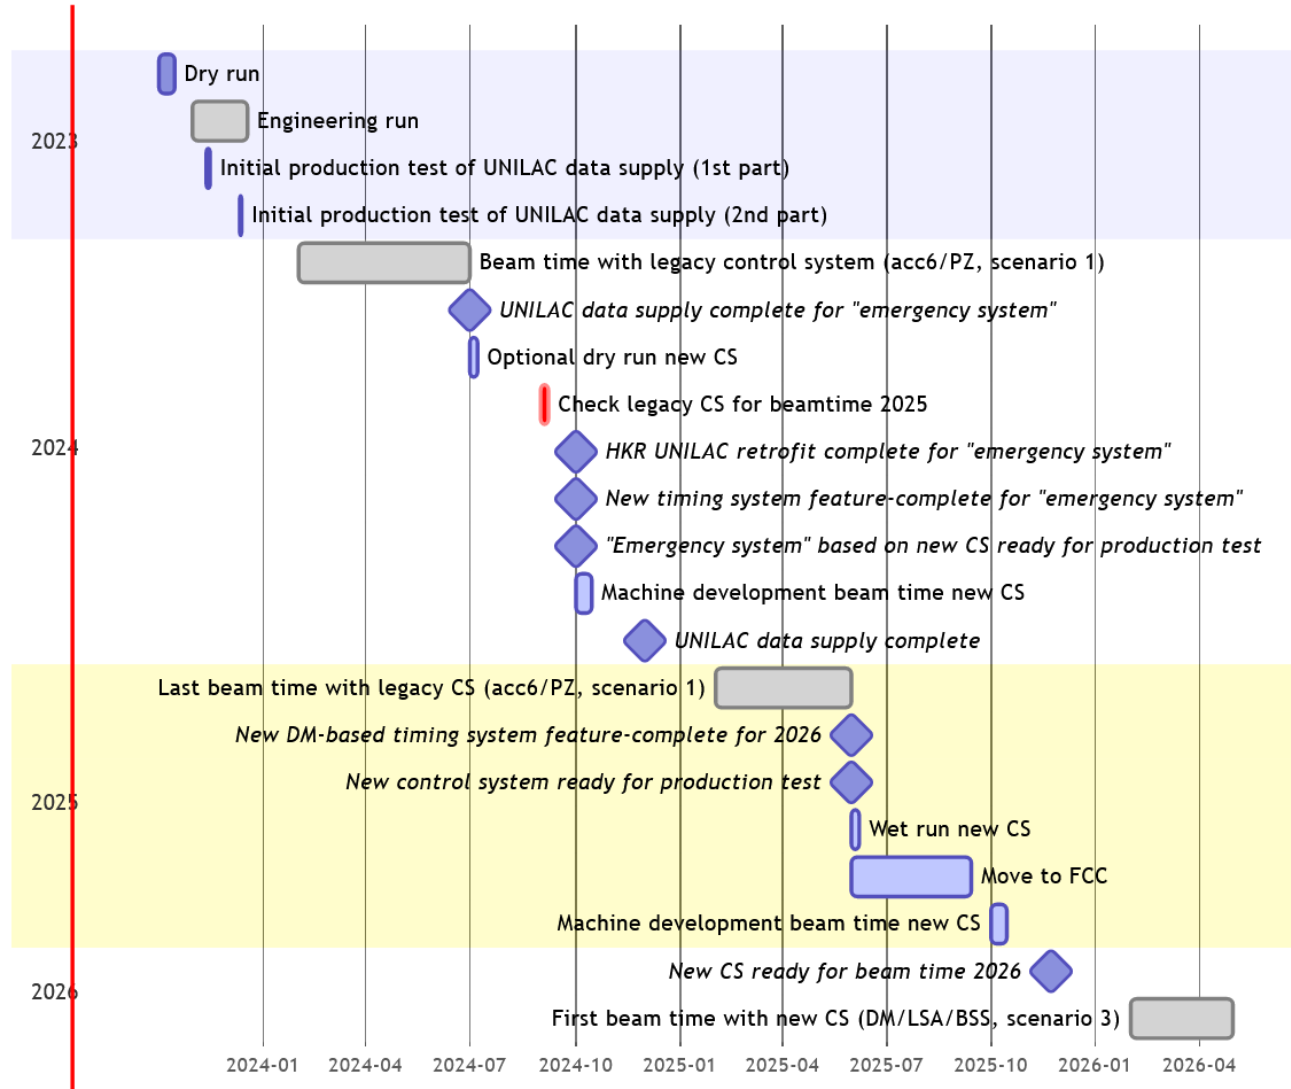 Dry run
Engineering run
2023
Initial production test of UNILAC data supply (1st part)
Initial production test of UNILAC data supply (2nd part)
Beam time with legacy control system (acc6/PZ, scenario 1)
UNILAC data supply complete for "emergency system"
Optional dry run new CS
Check legacy CS for beamtime 2025
2024
HKR UNILAC retrofit complete for "emergency system"
New timing system feature-complete for "emergency system"
"Emergency system" based on new CS ready for production test
Machine development beam time new CS
UNILAC data supply complete
Last beam time with legacy CS (acc6/PZ, scenario 1)
New DM-based timing system feature-complete for 2026
New control system ready for production test
2025
Wet run new CS
Move to FCC
Machine development beam time new CS
New CS ready for beam time 2026
2026
First beam time with new CS (DM/LSA/BSS, scenario 3)
2024-01 2024-04 2024-07 2024-10 2025-01 2025-04 2025-07 2025-10 2026-01 2026-04